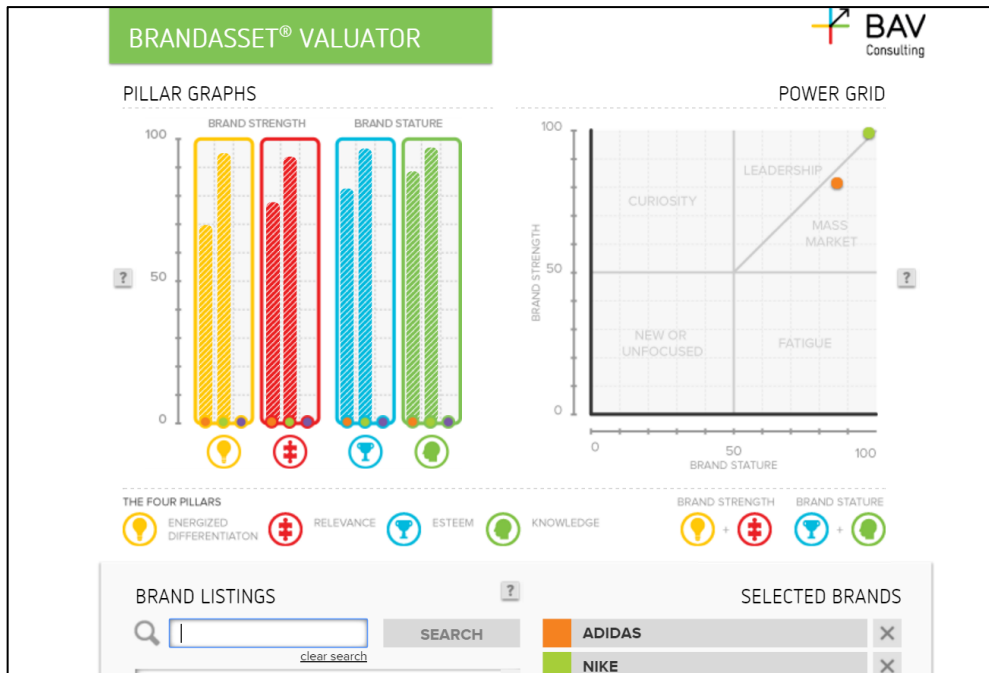 BRANDASSET® VALUATOR
BAV
Consulting
PILLAR GRAPHS
POWER GRID
BRAND STRENGTH
BRAND STATURE
100
50
0
?
100
50
0
BRAND STRENGTH
CURIOSITY
LEADERSHIP
MASS
MARKET
NEW OR
UNFOCUSED
FATIGUE
0
50
100
BRAND STATURE
?
THE FOUR PILLARS
ENERGIZED
DIFFERENTIATON
RELEVANCE
ESTEEM
KNOWLEDGE
BRAND STRENGTH
BRAND STATURE
+
+
BRAND LISTINGS
?
SELECTED BRANDS
SEARCH
clear search
ADIDAS
NIKE